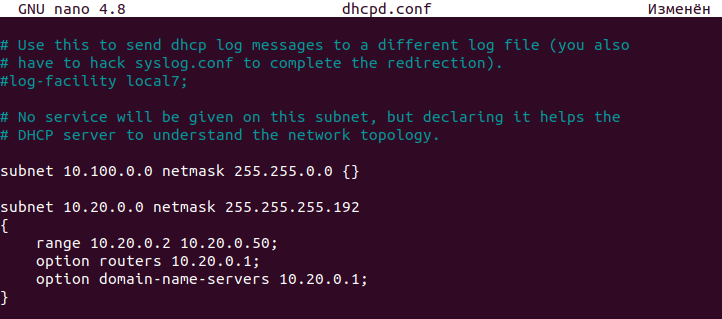 GNU nano 4.8 dhcpd.conf Изменён
# Use this to send dhcp log messages to a different log file (you also
# have to hack syslog.conf to complete the redirection).
#log-facility local7;
# No service will be given on this subnet, but declaring it helps the
# DHCP server to understand the network topology.
subnet 10.100.0.0 netmask 255.255.0.0 {}
subnet 10.20.0.0 netmask 255.255.255.192
{
    range 10.20.0.2 10.20.0.50;
    option routers 10.20.0.1;
    option domain-name-servers 10.20.0.1;
}